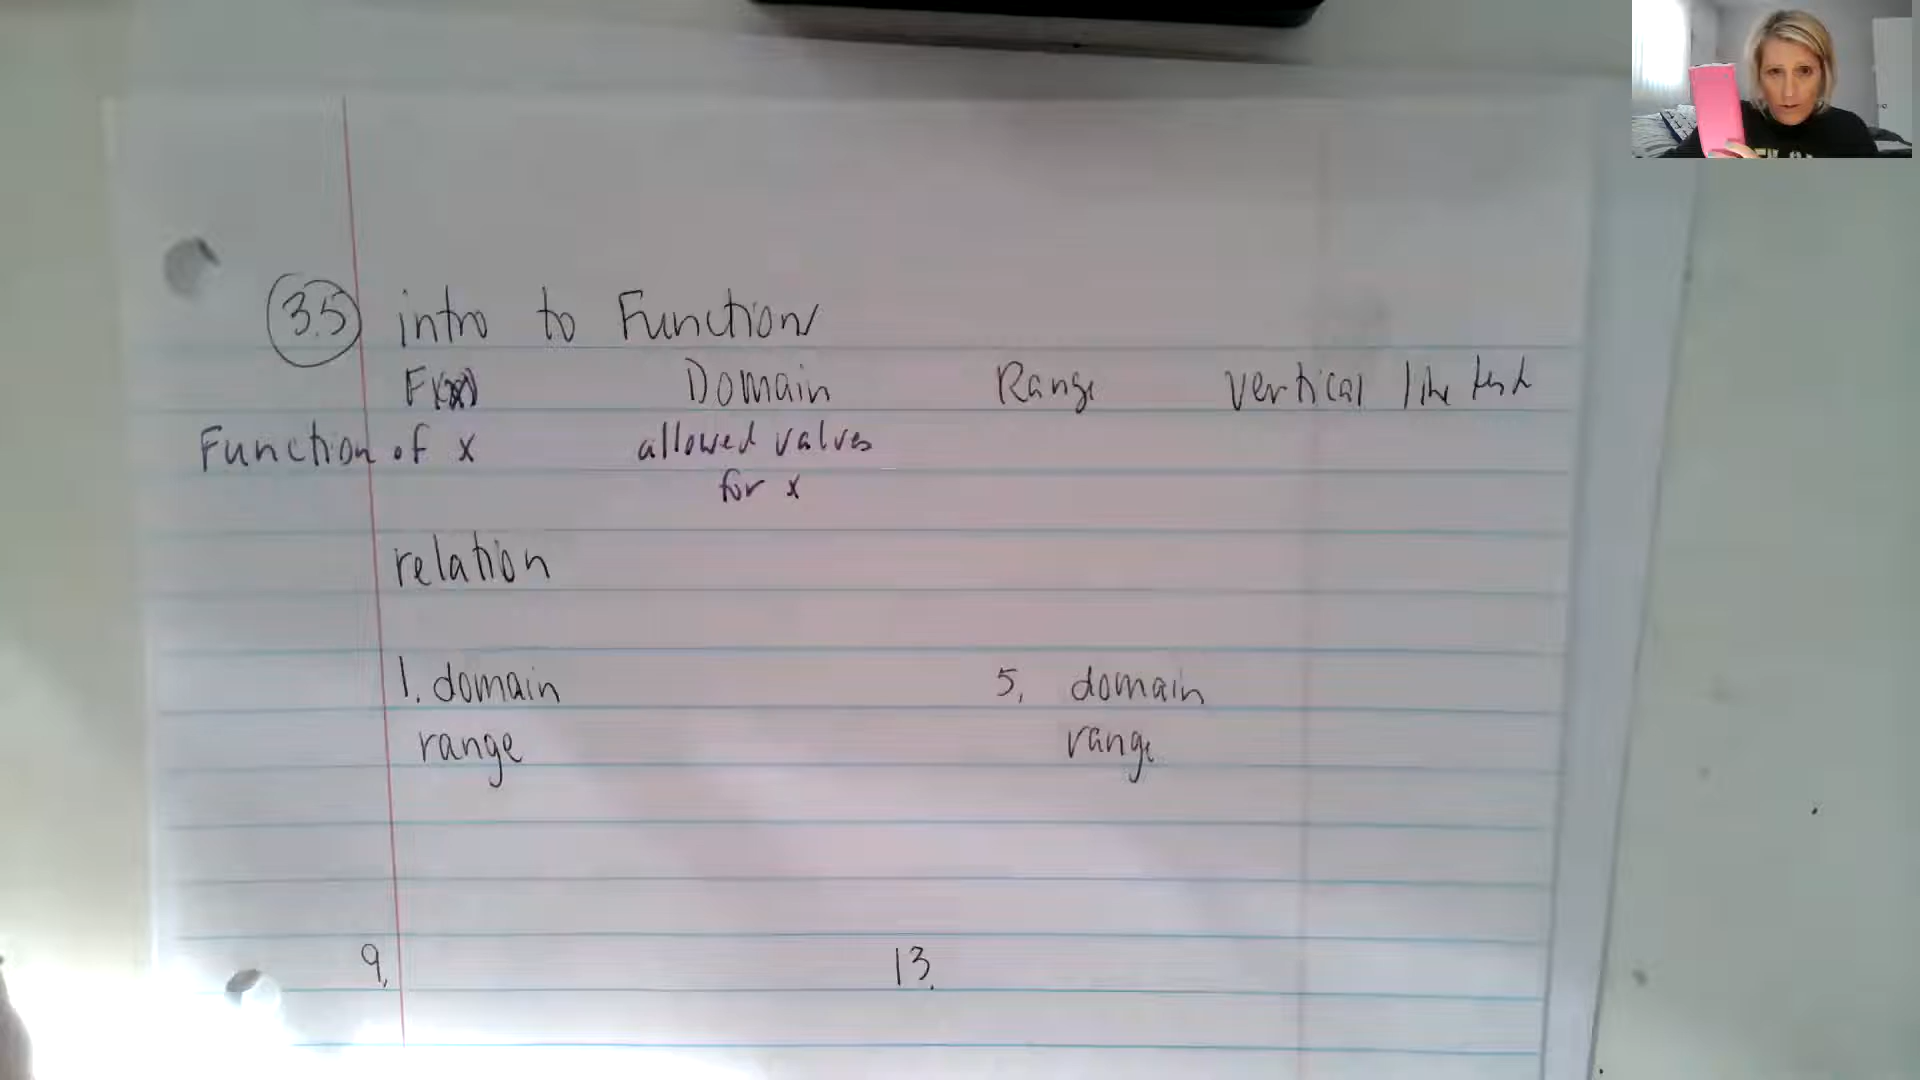 3.5 intro to Function
F(x) Domain Range Vertical line test
Function of x allowed values
for x
relation
1. domain 5. domain
range range
9. 13.